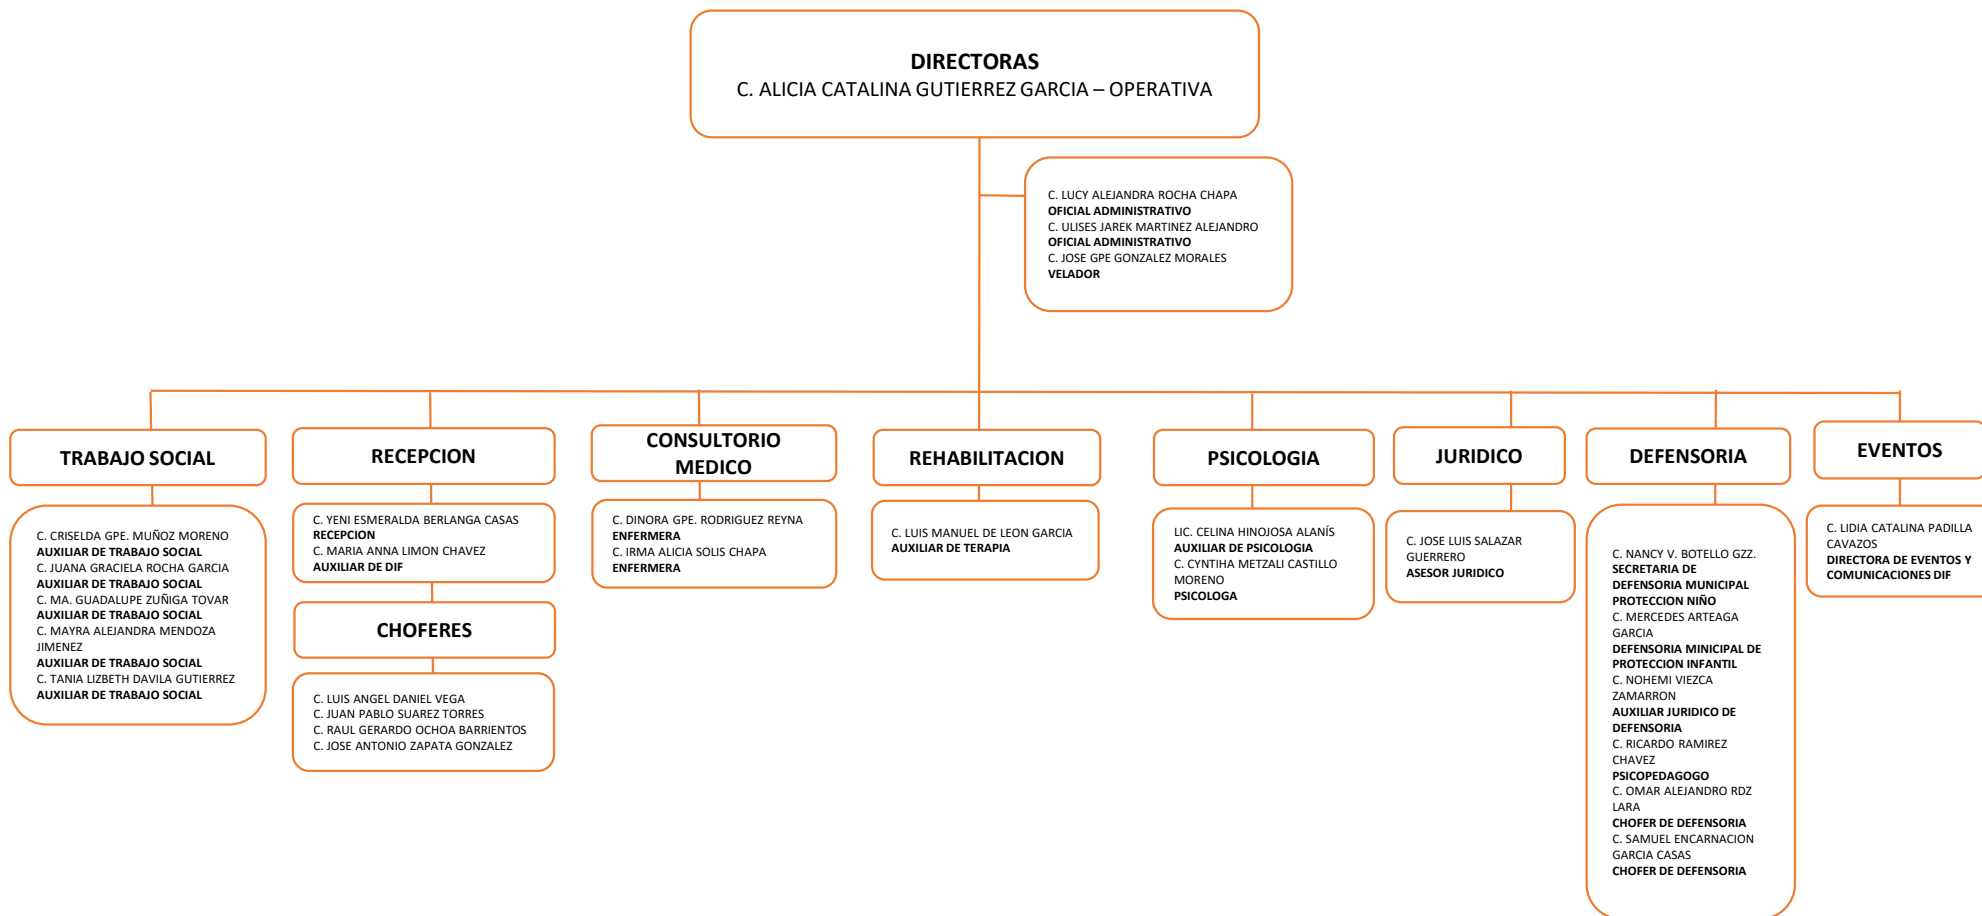 DIRECTORAS
C. ALICIA CATALINA GUTIERREZ GARCIA – OPERATIVA
C. LUCY ALEJANDRA ROCHA CHAPA
OFICIAL ADMINISTRATIVO
C. ULISES JAREK MARTINEZ ALEJANDRO
OFICIAL ADMINISTRATIVO
C. JOSE GPE GONZALEZ MORALES
VELADOR
TRABAJO SOCIAL
C. CRISELDA GPE. MUÑOZ MORENO
AUXILIAR DE TRABAJO SOCIAL
C. JUANA GRACIELA ROCHA GARCIA
AUXILIAR DE TRABAJO SOCIAL
C. MA. GUADALUPE ZUÑIGA TOVAR
AUXILIAR DE TRABAJO SOCIAL
C. MAYRA ALEJANDRA MENDOZA
JIMENEZ
AUXILIAR DE TRABAJO SOCIAL
C. TANIA LIZBETH DAVILA GUTIERREZ
AUXILIAR DE TRABAJO SOCIAL
RECEPCION
C. YENI ESMERALDA BERLANGA CASAS
RECEPCION
C. MARIA ANNA LIMON CHAVEZ
AUXILIAR DE DIF
CHOFERES
C. LUIS ANGEL DANIEL VEGA
C. JUAN PABLO SUAREZ TORRES
C. RAUL GERARDO OCHOA BARRIENTOS
C. JOSE ANTONIO ZAPATA GONZALEZ
CONSULTORIO
MEDICO
C. DINORA GPE. RODRIGUEZ REYNA
ENFERMERA
C. IRMA ALICIA SOLIS CHAPA
ENFERMERA
REHABILITACION
C. LUIS MANUEL DE LEON GARCIA
AUXILIAR DE TERAPIA
PSICOLOGIA
LIC. CELINA HINOJOSA ALANÍS
AUXILIAR DE PSICOLOGIA
C. CYNTIHA METZALI CASTILLO
MORENO
PSICOLOGA
JURIDICO
C. JOSE LUIS SALAZAR
GUERRERO
ASESOR JURIDICO
DEFENSORIA
C. NANCY V. BOTELLO GZZ.
SECRETARIA DE
DEFENSORIA MUNICIPAL
PROTECCION NIÑO
C. MERCEDES ARTEAGA
GARCIA
DEFENSORIA MINICIPAL DE
PROTECCION INFANTIL
C. NOHEMI VIEZCA
ZAMARRON
AUXILIAR JURIDICO DE
DEFENSORIA
C. RICARDO RAMIREZ
CHAVEZ
PSICOPEDAGOGO
C. OMAR ALEJANDRO RDZ
LARA
CHOFER DE DEFENSORIA
C. SAMUEL ENCARNACION
GARCIA CASAS
CHOFER DE DEFENSORIA
EVENTOS
C. LIDIA CATALINA PADILLA
CAVAZOS
DIRECTORA DE EVENTOS Y
COMUNICACIONES DIF